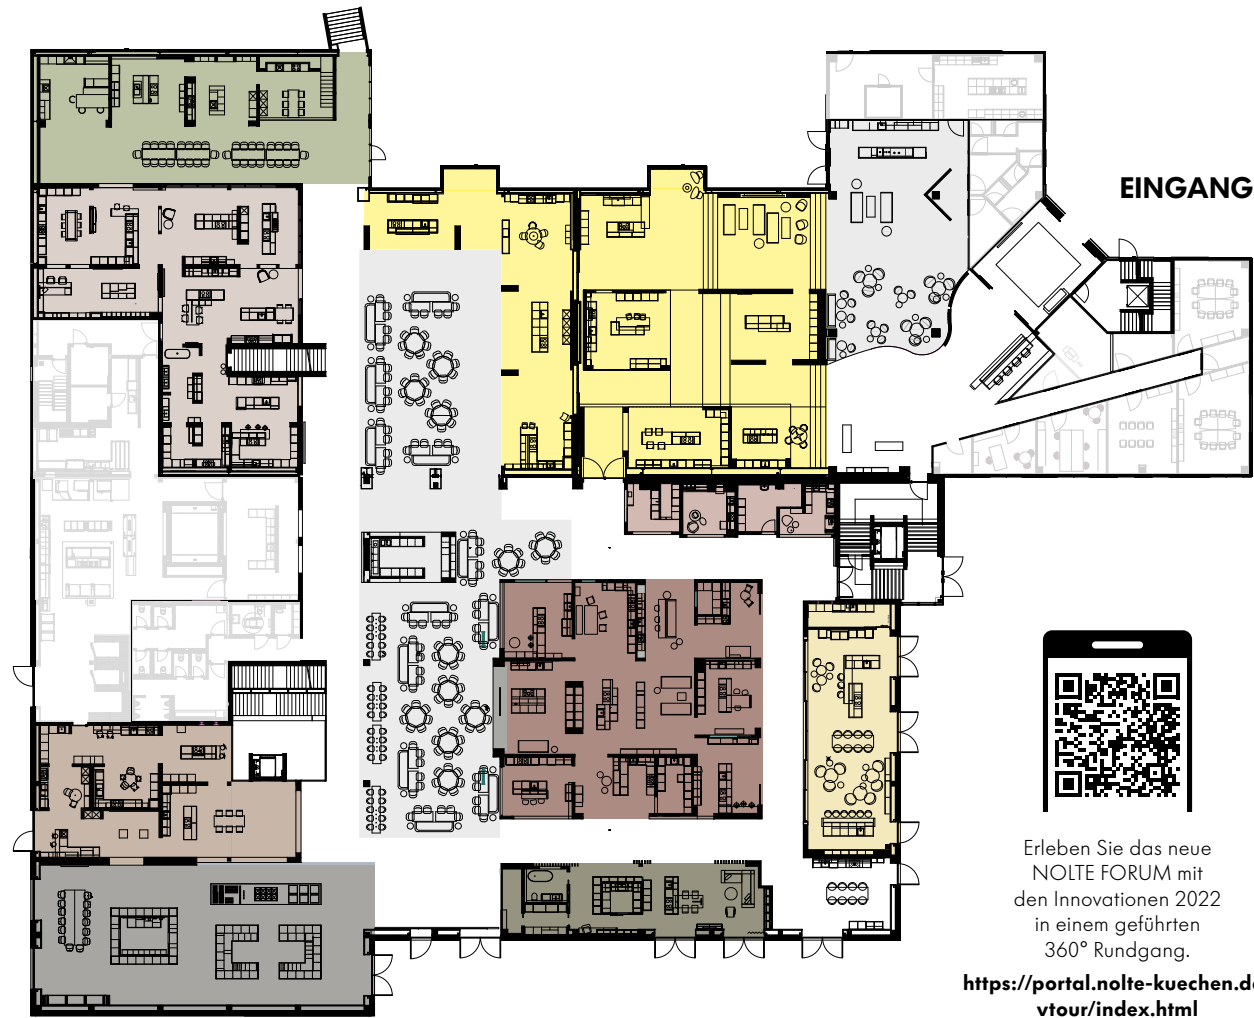 EINGANG
Erleben Sie das neue
NOLTE FORUM mit
den Innovationen 2022
in einem geführten
360° Rundgang.
https://portal.nolte-kuechen.de
vtour/index.html